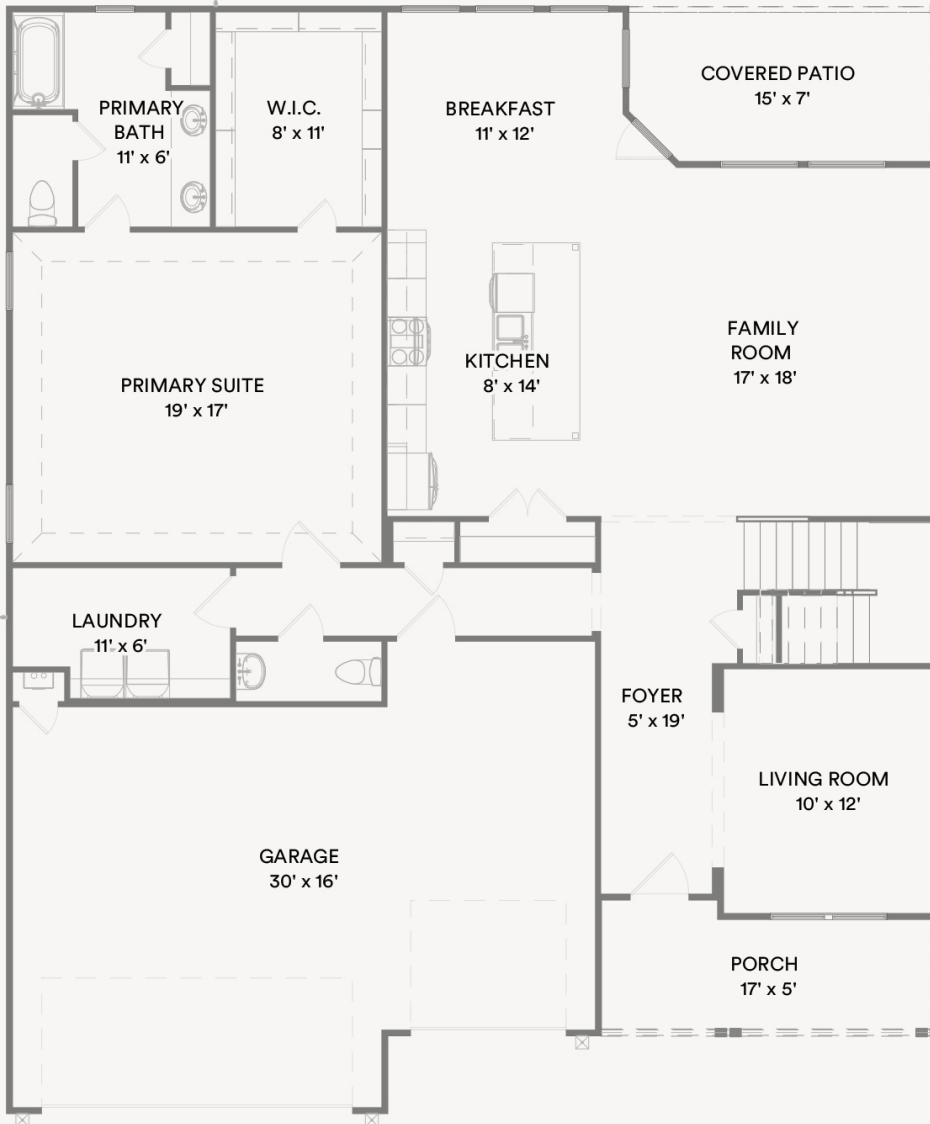 COVERED PATIO
15' x 7'
PRIMARY
BATH
11' x 6'
W.I.C.
8' x 11'
BREAKFAST
11' x 12'
FAMILY
ROOM
17' x 18'
KITCHEN
8' x 14'
PRIMARY SUITE
19' x 17'
LAUNDRY
11' x 6'
FOYER
5' x 19'
LIVING ROOM
10' x 12'
GARAGE
30' x 16'
PORCH
17' x 5'